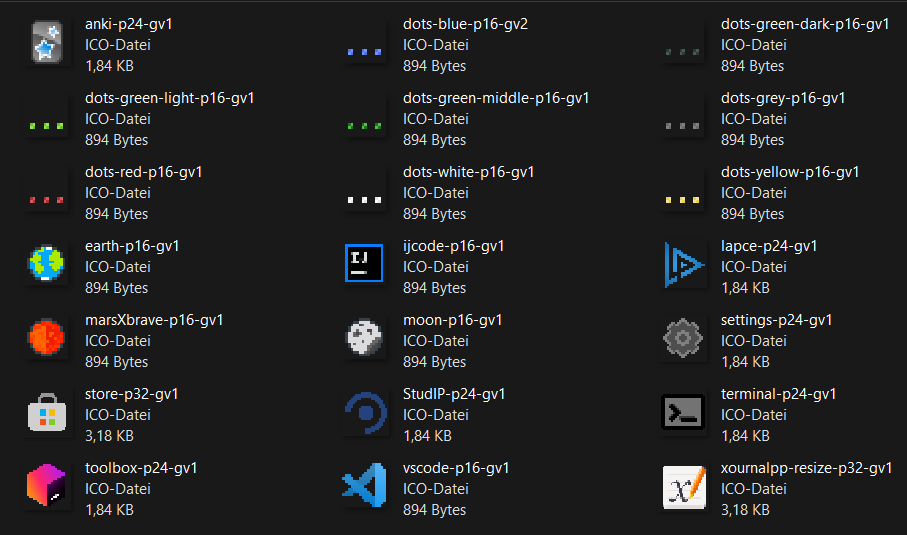 anki-p24-gv1
ICO-Datei
1,84 KB
dots-blue-p16-gv2
ICO-Datei
894 Bytes
dots-green-dark-p16-gv1
ICO-Datei
894 Bytes
dots-green-light-p16-gv1
ICO-Datei
894 Bytes
dots-green-middle-p16-gv1
ICO-Datei
894 Bytes
dots-grey-p16-gv1
ICO-Datei
894 Bytes
dots-red-p16-gv1
ICO-Datei
894 Bytes
dots-white-p16-gv1
ICO-Datei
894 Bytes
dots-yellow-p16-gv1
ICO-Datei
894 Bytes
earth-p16-gv1
ICO-Datei
894 Bytes
IJ
ijcode-p16-gv1
ICO-Datei
894 Bytes
lapce-p24-gv1
ICO-Datei
1,84 KB
marsXbrave-p16-gv1
ICO-Datei
894 Bytes
moon-p16-gv1
ICO-Datei
894 Bytes
settings-p24-gv1
ICO-Datei
1,84 KB
store-p32-gv1
ICO-Datei
3,18 KB
StudIP-p24-gv1
ICO-Datei
1,84 KB
terminal-p24-gv1
ICO-Datei
1,84 KB
toolbox-p24-gv1
ICO-Datei
1,84 KB
vscode-p16-gv1
ICO-Datei
894 Bytes
x
xournalpp-resize-p32-gv1
ICO-Datei
3,18 KB